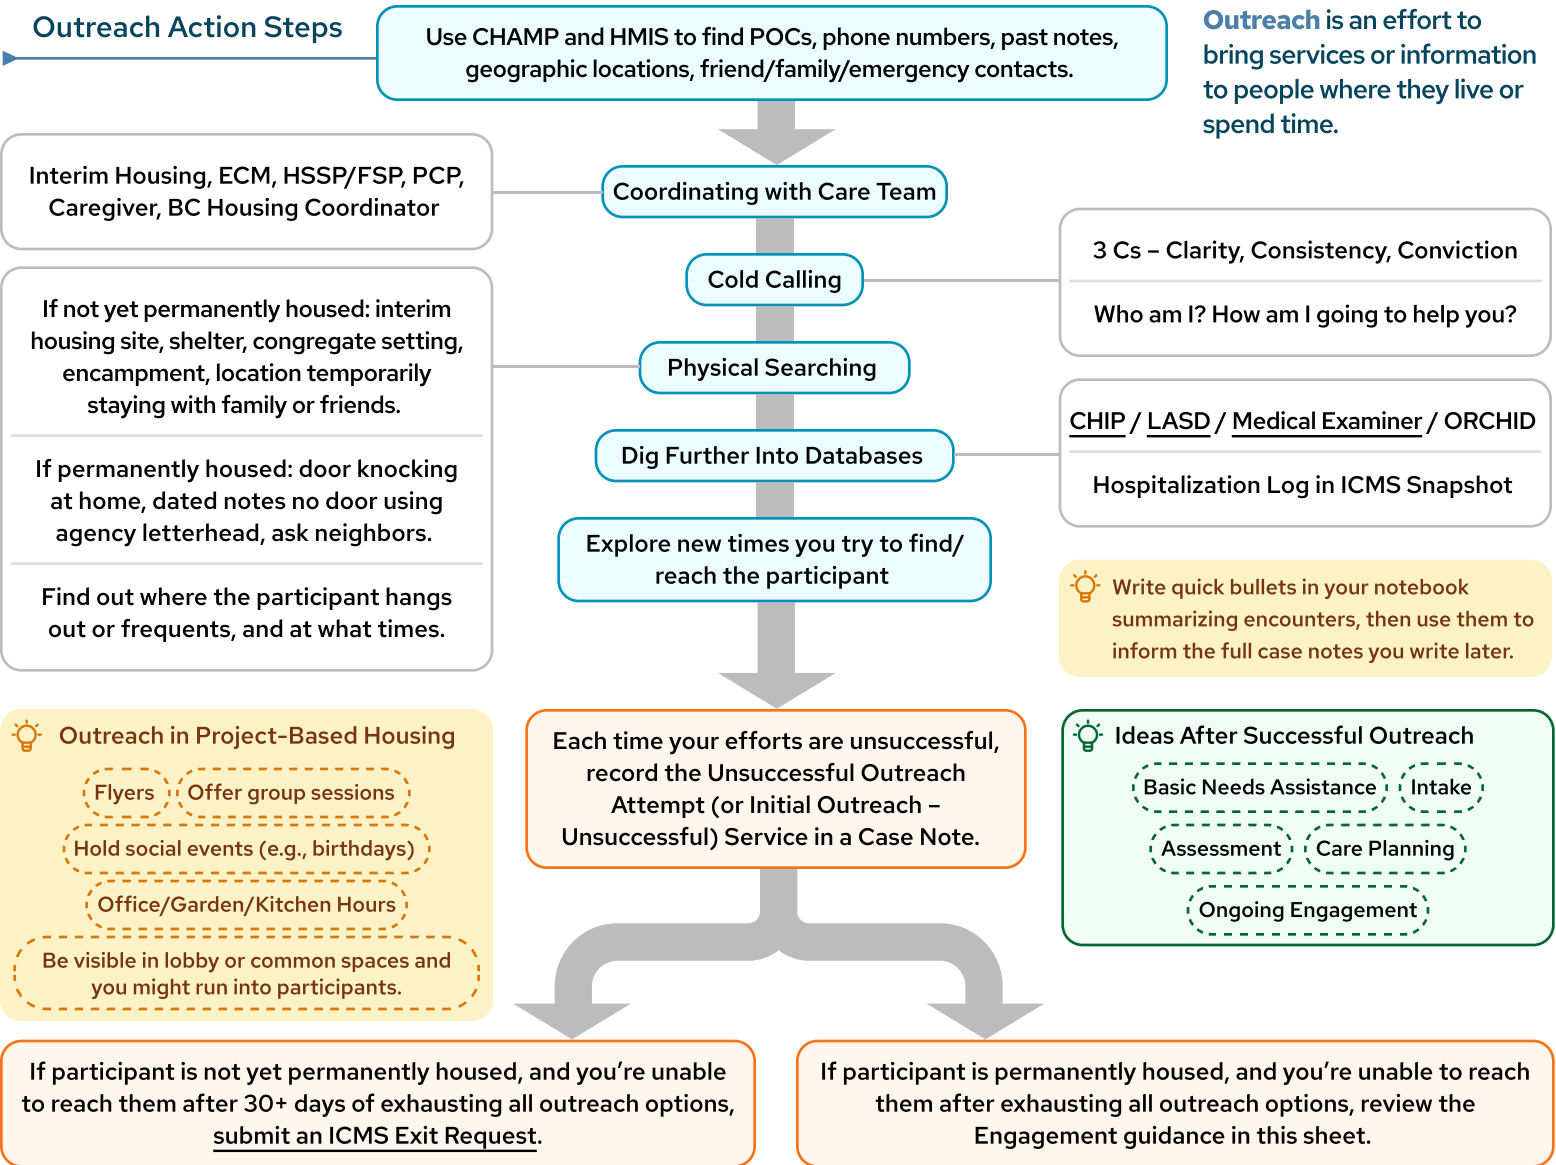 Outreach Action Steps
Use CHAMP and HMIS to find POCs, phone numbers, past notes,
geographic locations, friend/family/emergency contacts.
Outreach is an effort to
bring services or information
to people where they live or
spend time.
Interim Housing, ECM, HSSP/FSP, PCP,
Caregiver, BC Housing Coordinator
Coordinating with Care Team
Cold Calling
3 Cs – Clarity, Consistency, Conviction
Who am I? How am I going to help you?
If not yet permanently housed: interim
housing site, shelter, congregate setting,
encampment, location temporarily
staying with family or friends.
If permanently housed: door knocking
at home, dated notes no door using
agency letterhead, ask neighbors.
Find out where the participant hangs
out or frequents, and at what times.
Physical Searching
Dig Further Into Databases
CHIP / LASD / Medical Examiner / ORCHID
Hospitalization Log in ICMS Snapshot
Explore new times you try to find/
reach the participant
Write quick bullets in your notebook
summarizing encounters, then use them to
inform the full case notes you write later.
Outreach in Project-Based Housing
Flyers
Offer group sessions
Hold social events (e.g., birthdays)
Office/Garden/Kitchen Hours
Be visible in lobby or common spaces and
you might run into participants.
Each time your efforts are unsuccessful,
record the Unsuccessful Outreach
Attempt (or Initial Outreach –
Unsuccessful) Service in a Case Note.
Ideas After Successful Outreach
Basic Needs Assistance
Intake
Assessment
Care Planning
Ongoing Engagement
If participant is not yet permanently housed, and you're unable
to reach them after 30+ days of exhausting all outreach options,
submit an ICMS Exit Request.
If participant is permanently housed, and you're unable to reach
them after exhausting all outreach options, review the
Engagement guidance in this sheet.